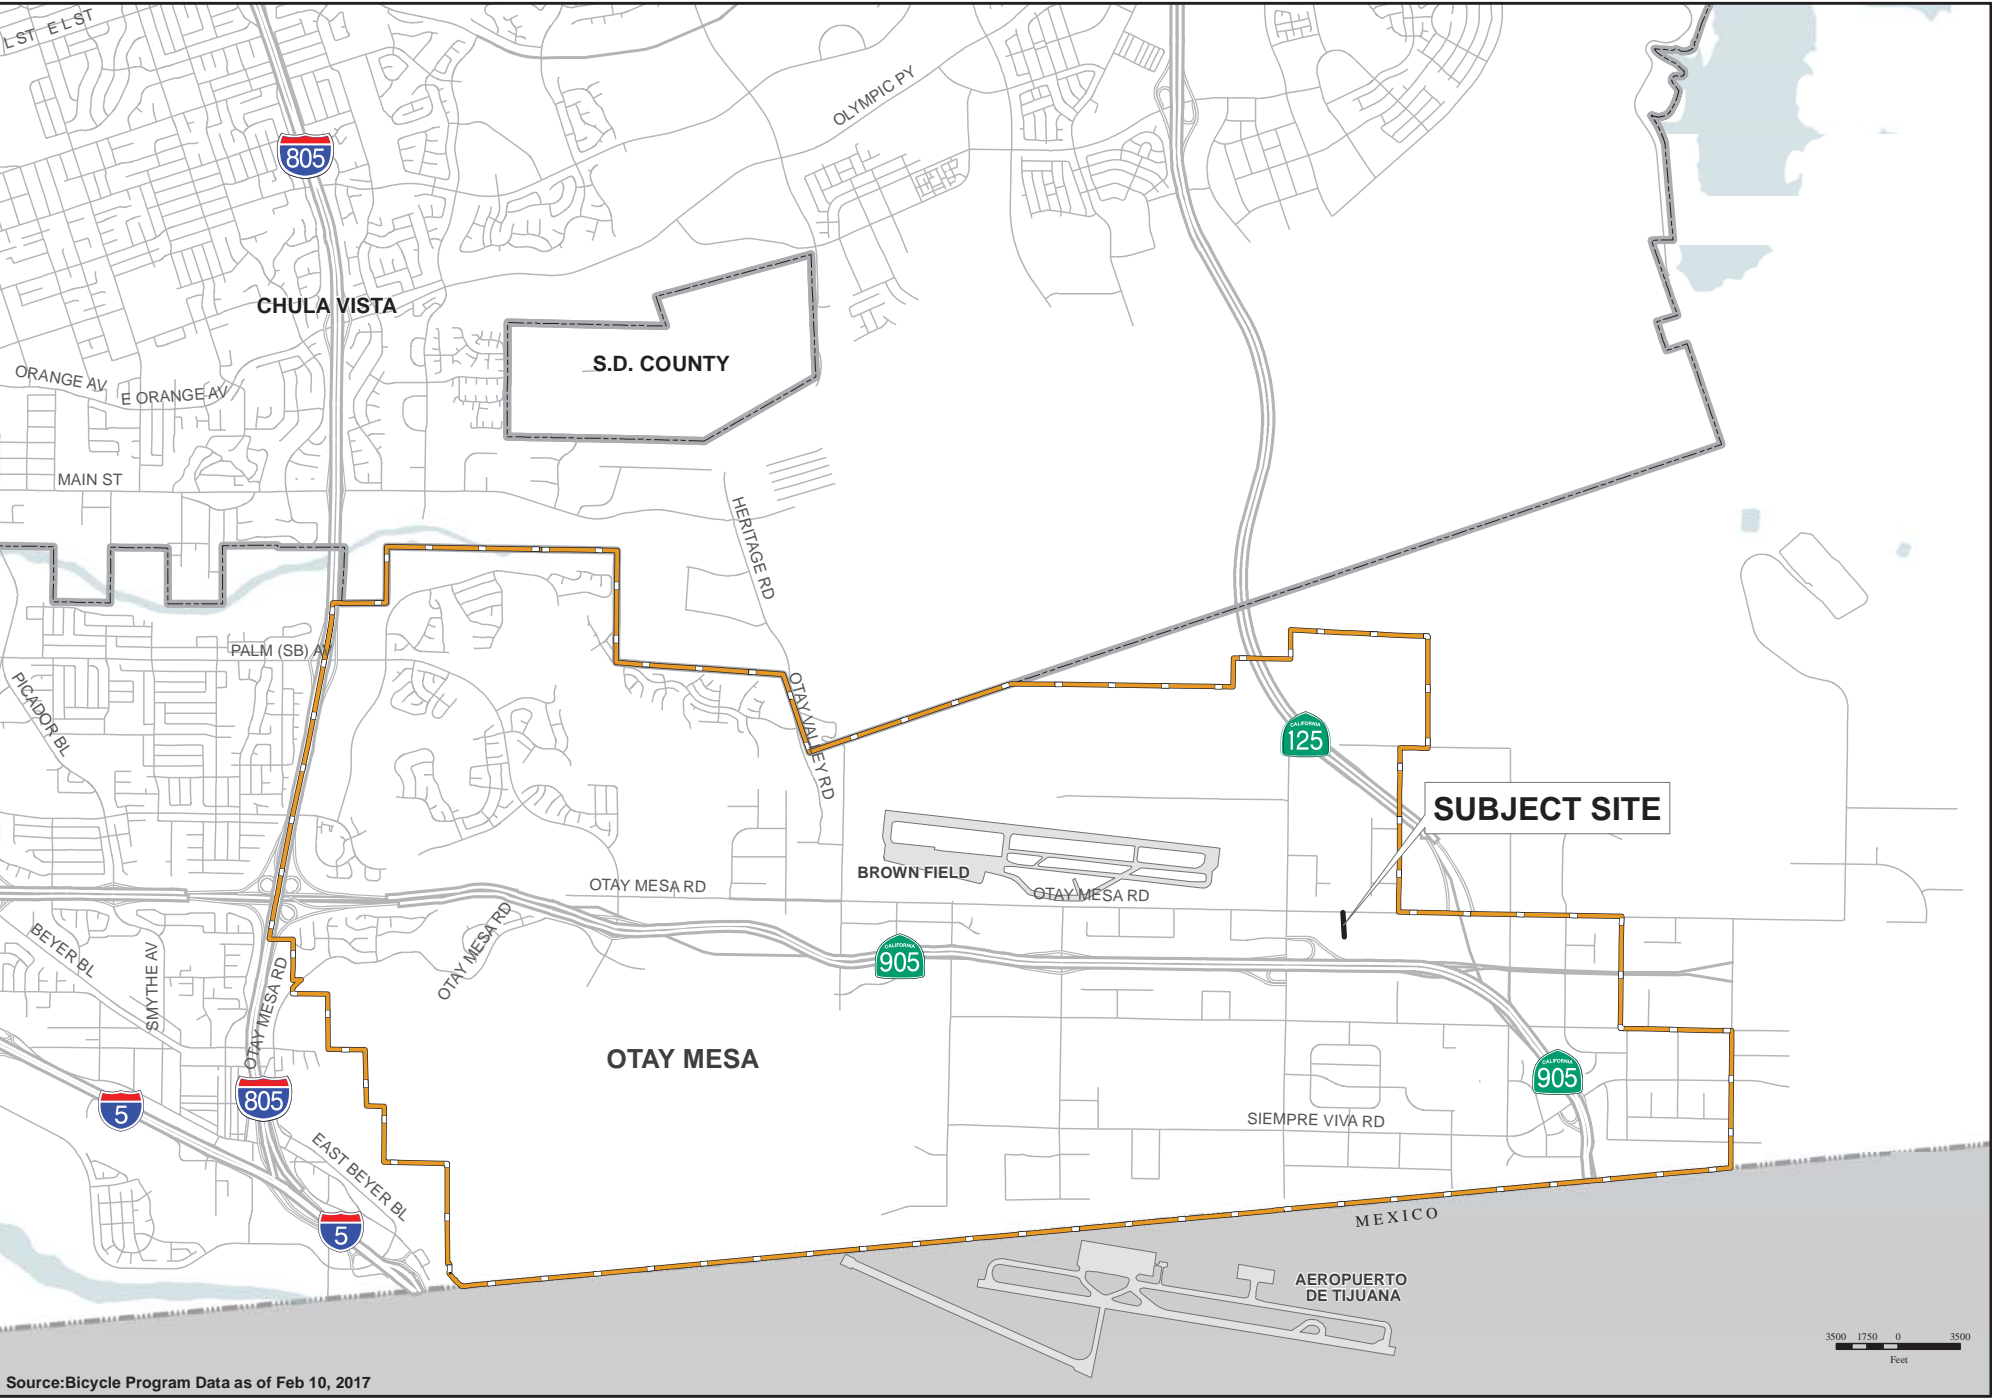 L ST
E L ST
OLYMPIC PY
805
CHULA VISTA
S.D. COUNTY
ORANGE AV
E ORANGE AV
MAIN ST
HERITAGE RD
PALM (SB) AV
PICADOR BL
OTAY VALLEY RD
CALIFORNIA
125
SUBJECT SITE
BROWN FIELD
OTAY MESA RD
OTAY MESA RD
OTAY MESA RD
BEYER BL
SMYTHE AV
OTAY MESA RD
CALIFORNIA
905
OTAY MESA
CALIFORNIA
905
805
5
SIEMPRE VIVA RD
EAST BEYER BL
5
MEXICO
AEROPUERTO
DE TIJUANA
3500 1750 0 3500
Feet
Source:Bicycle Program Data as of Feb 10, 2017